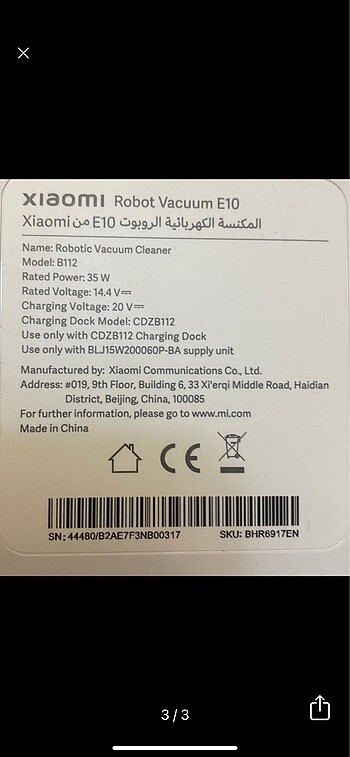 xiaomi Robot Vacuum E10
المكنسة الكهربائية الروبوت E10 من Xiaomi
Name: Robotic Vacuum Cleaner
Model: B112
Rated Power: 35 W
Rated Voltage: 14.4 V⎓
Charging Voltage: 20 V⎓
Charging Dock Model: CDZB112
Use only with CDZB112 Charging Dock
Use only with BLJ15W200060P-BA supply unit
Manufactured by: Xiaomi Communications Co., Ltd.
Address: #019, 9th Floor, Building 6, 33 Xi'erqi Middle Road, Haidian
District, Beijing, China, 100085
For further information, please go to www.mi.com
Made in China
CE
SN: 44480/B2AE7F3NB00317 SKU: BHR6917EN
3/3